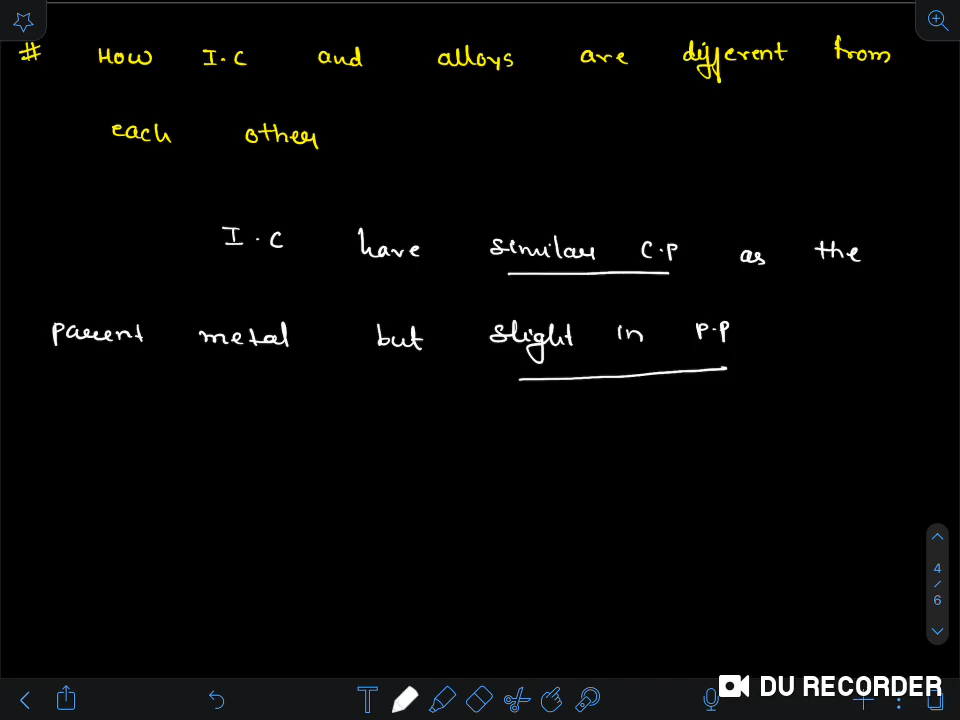 # How I.C and alloys are different from
each other
I.C have similar C.P as the
parent metal but slight in P.P
4
/
6
T
DU RECORDER